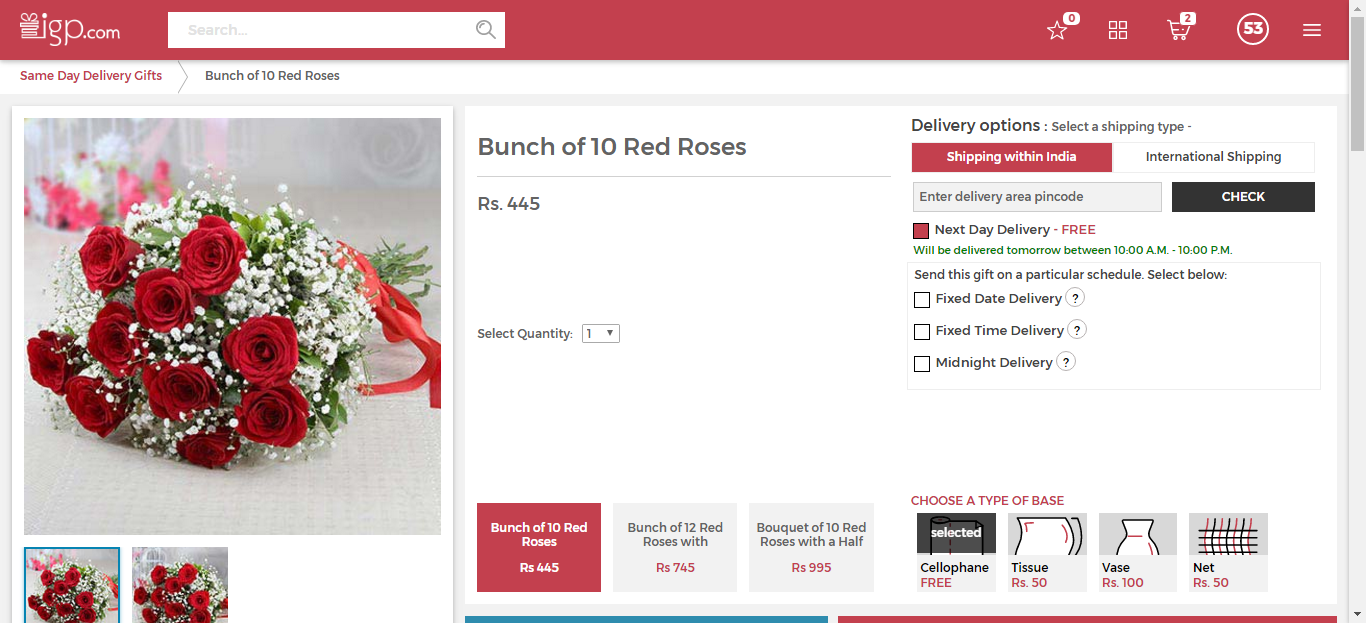 igp.com
Search...
0
2
53
Same Day Delivery Gifts
Bunch of 10 Red Roses
Bunch of 10 Red Roses
Rs. 445
Select Quantity: 1
Delivery options : Select a shipping type -
Shipping within India
International Shipping
Enter delivery area pincode
CHECK
Next Day Delivery - FREE
Will be delivered tomorrow between 10:00 A.M. - 10:00 P.M.
Send this gift on a particular schedule. Select below:
Fixed Date Delivery ?
Fixed Time Delivery ?
Midnight Delivery ?
Bunch of 10 Red
Roses
Rs 445
Bunch of 12 Red
Roses with
Rs 745
Bouquet of 10 Red
Roses with a Half
Rs 995
CHOOSE A TYPE OF BASE
selected
Cellophane
FREE
Tissue
Rs. 50
Vase
Rs. 100
Net
Rs. 50